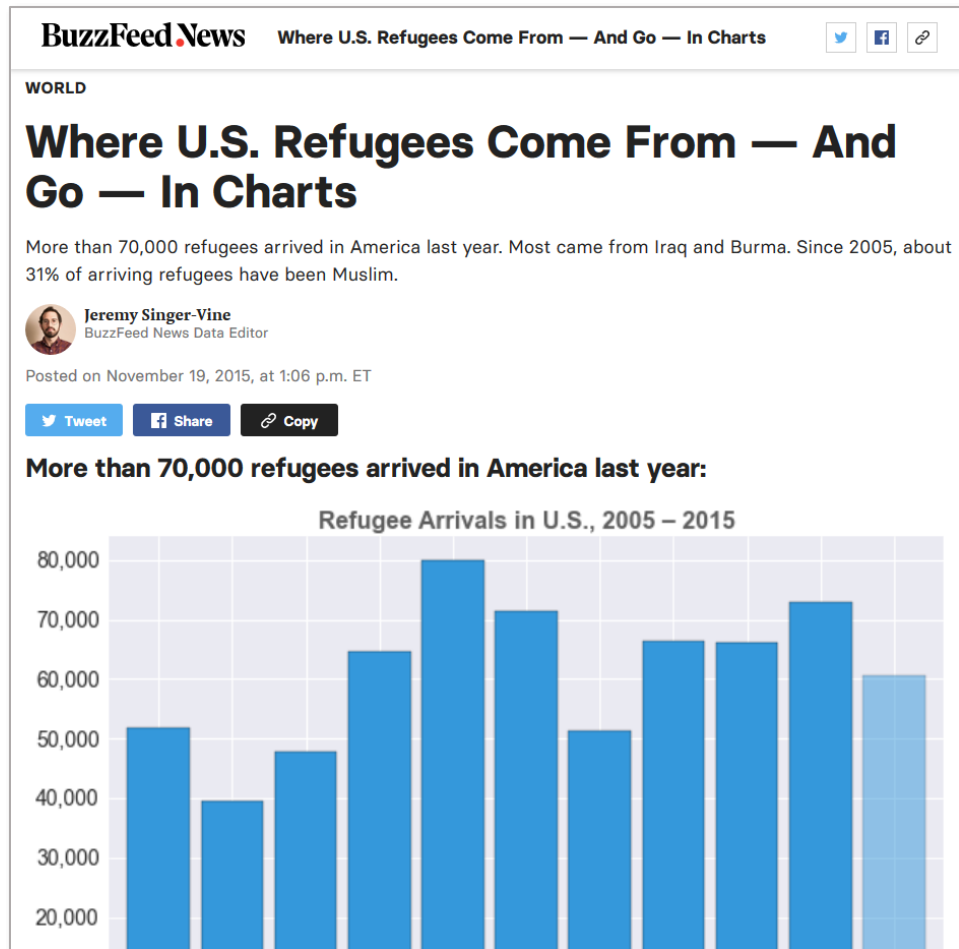 BuzzFeed News Where U.S. Refugees Come From — And Go — In Charts
WORLD
Where U.S. Refugees Come From — And
Go — In Charts
More than 70,000 refugees arrived in America last year. Most came from Iraq and Burma. Since 2005, about
31% of arriving refugees have been Muslim.
Jeremy Singer-Vine
BuzzFeed News Data Editor
Posted on November 19, 2015, at 1:06 p.m. ET
Tweet Share Copy
More than 70,000 refugees arrived in America last year:
Refugee Arrivals in U.S., 2005 – 2015
80,000
70,000
60,000
50,000
40,000
30,000
20,000